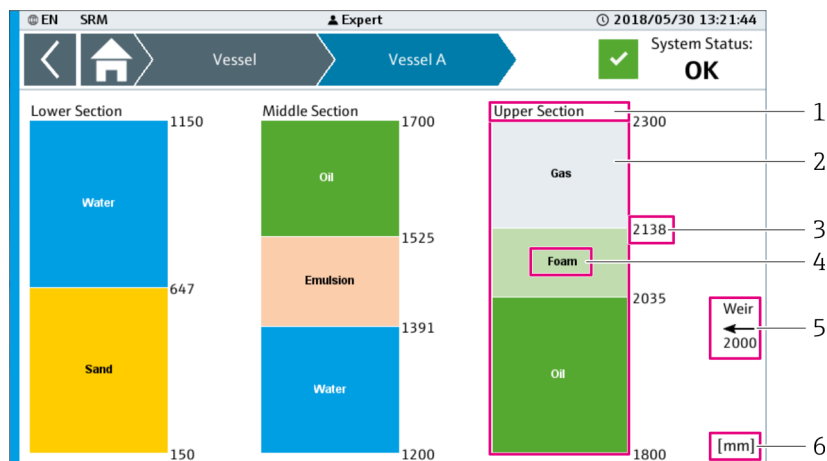 EN SRM Expert 2018/05/30 13:21:44
Vessel Vessel A System Status:
OK
Lower Section Middle Section Upper Section 1
1150 1700 2300
Gas 2
Oil
Water
2138 3
1525
Foam 4
Emulsion
647 2035
Weir
1391 5
2000
Sand Oil
Water
150 1200 1800 [mm] 6